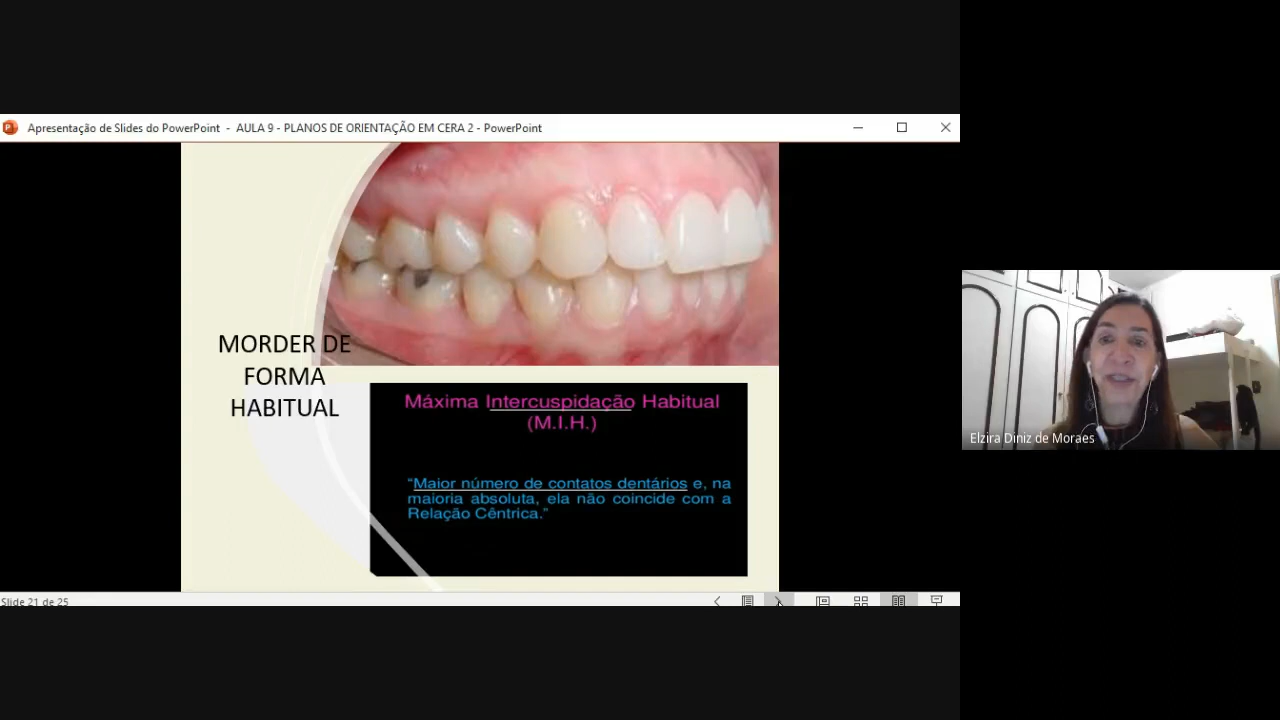 Apresentação de Slides do PowerPoint - AULA 9 - PLANOS DE ORIENTAÇÃO EM CERA 2 - PowerPoint
MORDER DE
FORMA
HABITUAL
Máxima Intercuspidação Habitual
(M.I.H.)
“Maior número de contatos dentários e, na
maioria absoluta, ela não coincide com a
Relação Cêntrica.”
Elzira Diniz de Moraes
Slide 21 de 25